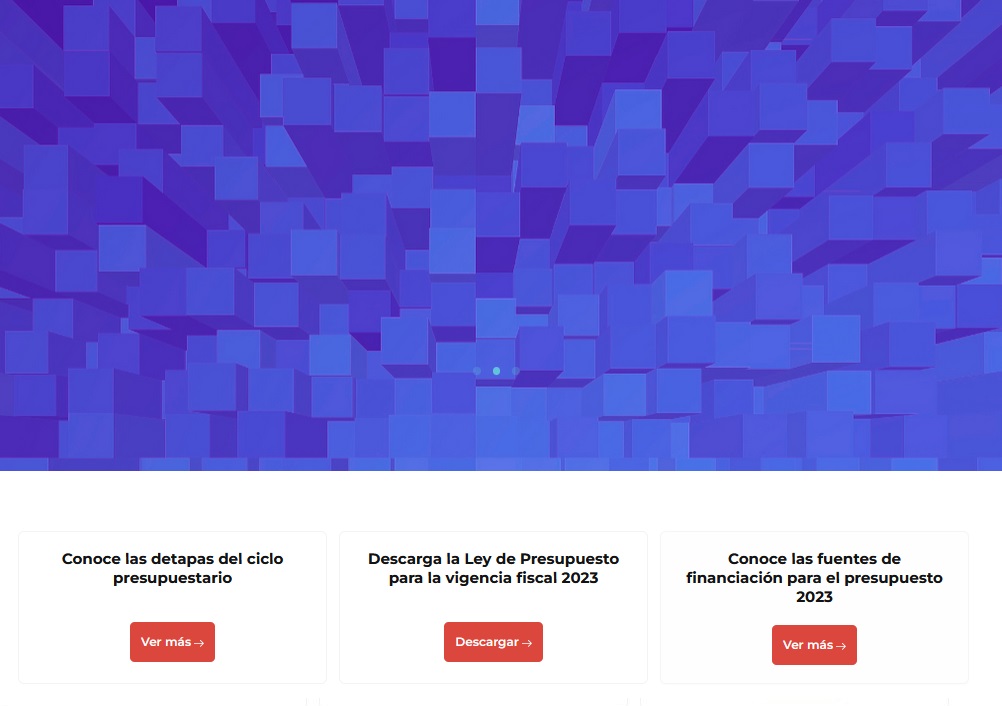 Conoce las detapas del ciclo
presupuestario
Ver más →
Descarga la Ley de Presupuesto
para la vigencia fiscal 2023
Descargar →
Conoce las fuentes de
financiación para el presupuesto
2023
Ver más →